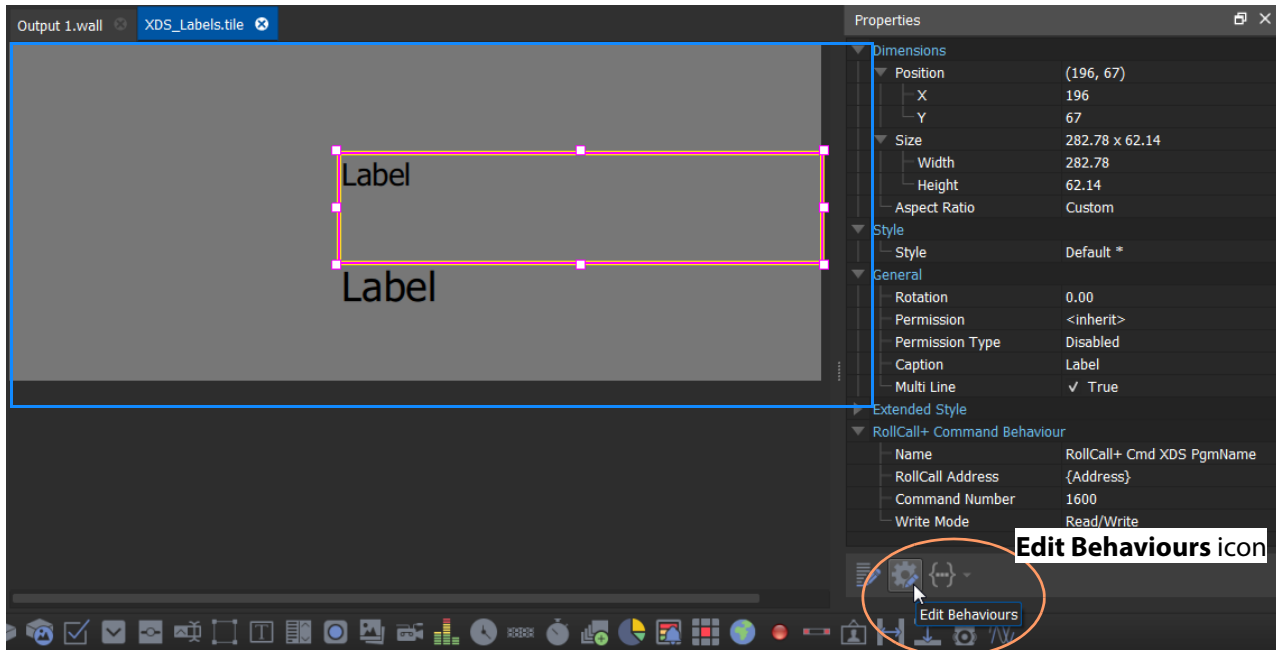 Output 1.wall XDS_Labels.tile Properties
Dimensions
Position (196, 67)
X 196
Y 67
Size 282.78 x 62.14
Width 282.78
Height 62.14
Aspect Ratio Custom
Style
Style Default *
General
Rotation 0.00
Permission <inherit>
Permission Type Disabled
Caption Label
Multi Line ✓ True
Extended Style
RollCall+ Command Behaviour
Name RollCall+ Cmd XDS PgmName
RollCall Address {Address}
Command Number 1600
Write Mode Read/Write
Label
Label
Edit Behaviours icon
Edit Behaviours